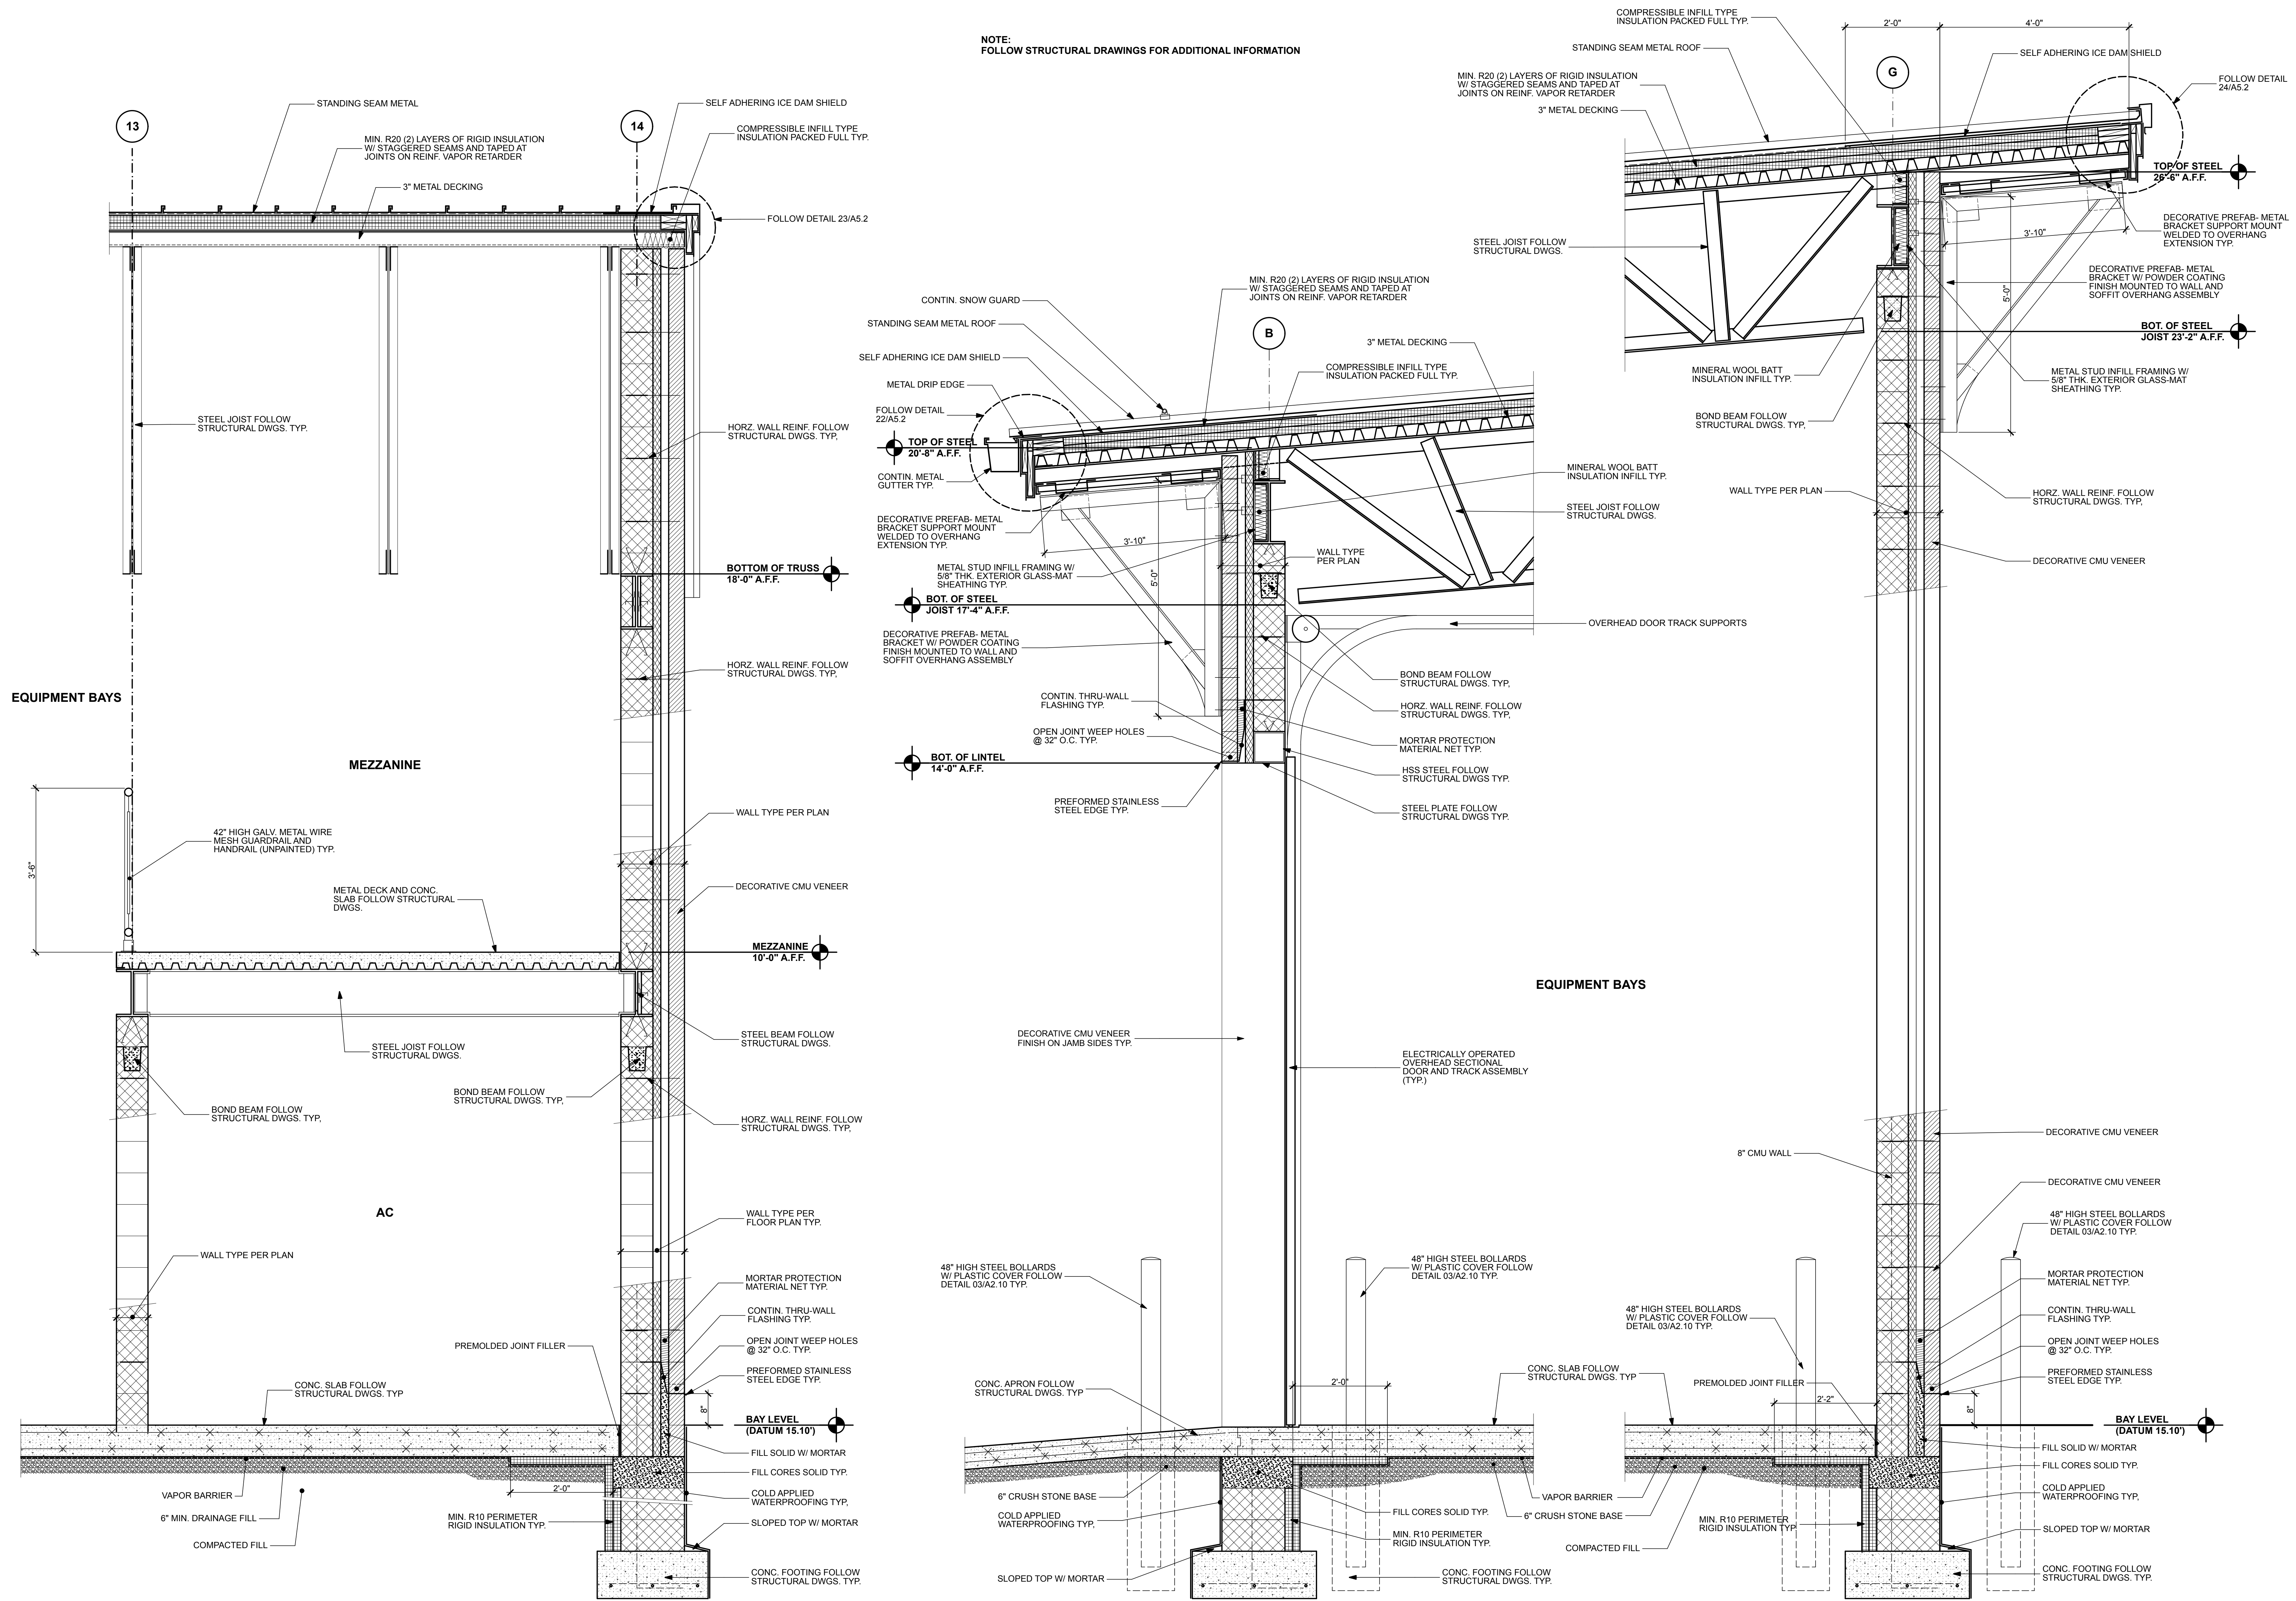 NOTE:
FOLLOW STRUCTURAL DRAWINGS FOR ADDITIONAL INFORMATION
13
14
STANDING SEAM METAL
SELF ADHERING ICE DAM SHIELD
COMPRESSIBLE INFILL TYPE
INSULATION PACKED FULL TYP.
MIN. R20 (2) LAYERS OF RIGID INSULATION
W/ STAGGERED SEAMS AND TAPED AT
JOINTS ON REINF. VAPOR RETARDER
3" METAL DECKING
FOLLOW DETAIL 23/A5.2
STEEL JOIST FOLLOW
STRUCTURAL DWGS. TYP.
HORZ. WALL REINF. FOLLOW
STRUCTURAL DWGS. TYP,
BOTTOM OF TRUSS
18'-0" A.F.F.
HORZ. WALL REINF. FOLLOW
STRUCTURAL DWGS. TYP,
EQUIPMENT BAYS
MEZZANINE
3'-6"
42" HIGH GALV. METAL WIRE
MESH GUARDRAIL AND
HANDRAIL (UNPAINTED) TYP.
WALL TYPE PER PLAN
METAL DECK AND CONC.
SLAB FOLLOW STRUCTURAL
DWGS.
DECORATIVE CMU VENEER
MEZZANINE
10'-0" A.F.F.
STEEL BEAM FOLLOW
STRUCTURAL DWGS.
STEEL JOIST FOLLOW
STRUCTURAL DWGS.
BOND BEAM FOLLOW
STRUCTURAL DWGS. TYP,
BOND BEAM FOLLOW
STRUCTURAL DWGS. TYP,
HORZ. WALL REINF. FOLLOW
STRUCTURAL DWGS. TYP,
AC
WALL TYPE PER
FLOOR PLAN TYP.
WALL TYPE PER PLAN
MORTAR PROTECTION
MATERIAL NET TYP.
CONTIN. THRU-WALL
FLASHING TYP.
PREMOLDED JOINT FILLER
OPEN JOINT WEEP HOLES
@ 32" O.C. TYP.
PREFORMED STAINLESS
STEEL EDGE TYP.
CONC. SLAB FOLLOW
STRUCTURAL DWGS. TYP
8"
BAY LEVEL
(DATUM 15.10')
FILL SOLID W/ MORTAR
FILL CORES SOLID TYP.
2'-0"
VAPOR BARRIER
COLD APPLIED
WATERPROOFING TYP,
6" MIN. DRAINAGE FILL
MIN. R10 PERIMETER
RIGID INSULATION TYP.
SLOPED TOP W/ MORTAR
COMPACTED FILL
CONC. FOOTING FOLLOW
STRUCTURAL DWGS. TYP.
B
MIN. R20 (2) LAYERS OF RIGID INSULATION
W/ STAGGERED SEAMS AND TAPED AT
JOINTS ON REINF. VAPOR RETARDER
CONTIN. SNOW GUARD
STANDING SEAM METAL ROOF
3" METAL DECKING
SELF ADHERING ICE DAM SHIELD
COMPRESSIBLE INFILL TYPE
INSULATION PACKED FULL TYP.
METAL DRIP EDGE
FOLLOW DETAIL
22/A5.2
TOP OF STEEL
20'-8" A.F.F.
CONTIN. METAL
GUTTER TYP.
MINERAL WOOL BATT
INSULATION INFILL TYP.
STEEL JOIST FOLLOW
STRUCTURAL DWGS.
DECORATIVE PREFAB- METAL
BRACKET SUPPORT MOUNT
WELDED TO OVERHANG
EXTENSION TYP.
3'-10"
5'-0"
WALL TYPE
PER PLAN
METAL STUD INFILL FRAMING W/
5/8" THK. EXTERIOR GLASS-MAT
SHEATHING TYP.
BOT. OF STEEL
JOIST 17'-4" A.F.F.
OVERHEAD DOOR TRACK SUPPORTS
DECORATIVE PREFAB- METAL
BRACKET W/ POWDER COATING
FINISH MOUNTED TO WALL AND
SOFFIT OVERHANG ASSEMBLY
BOND BEAM FOLLOW
STRUCTURAL DWGS. TYP,
CONTIN. THRU-WALL
FLASHING TYP.
HORZ. WALL REINF. FOLLOW
STRUCTURAL DWGS. TYP,
OPEN JOINT WEEP HOLES
@ 32" O.C. TYP.
MORTAR PROTECTION
MATERIAL NET TYP.
BOT. OF LINTEL
14'-0" A.F.F.
HSS STEEL FOLLOW
STRUCTURAL DWGS TYP.
PREFORMED STAINLESS
STEEL EDGE TYP.
STEEL PLATE FOLLOW
STRUCTURAL DWGS TYP.
EQUIPMENT BAYS
DECORATIVE CMU VENEER
FINISH ON JAMB SIDES TYP.
ELECTRICALLY OPERATED
OVERHEAD SECTIONAL
DOOR AND TRACK ASSEMBLY
(TYP.)
48" HIGH STEEL BOLLARDS
W/ PLASTIC COVER FOLLOW
DETAIL 03/A2.10 TYP.
48" HIGH STEEL BOLLARDS
W/ PLASTIC COVER FOLLOW
DETAIL 03/A2.10 TYP.
CONC. APRON FOLLOW
STRUCTURAL DWGS. TYP
2'-0"
CONC. SLAB FOLLOW
STRUCTURAL DWGS. TYP
6" CRUSH STONE BASE
VAPOR BARRIER
COLD APPLIED
WATERPROOFING TYP,
FILL CORES SOLID TYP.
6" CRUSH STONE BASE
MIN. R10 PERIMETER
RIGID INSULATION TYP.
COMPACTED FILL
SLOPED TOP W/ MORTAR
CONC. FOOTING FOLLOW
STRUCTURAL DWGS. TYP.
COMPRESSIBLE INFILL TYPE
INSULATION PACKED FULL TYP.
2'-0"
4'-0"
STANDING SEAM METAL ROOF
SELF ADHERING ICE DAM SHIELD
G
MIN. R20 (2) LAYERS OF RIGID INSULATION
W/ STAGGERED SEAMS AND TAPED AT
JOINTS ON REINF. VAPOR RETARDER
FOLLOW DETAIL
24/A5.2
3" METAL DECKING
TOP OF STEEL
26'-6" A.F.F.
DECORATIVE PREFAB- METAL
BRACKET SUPPORT MOUNT
WELDED TO OVERHANG
EXTENSION TYP.
3'-10"
STEEL JOIST FOLLOW
STRUCTURAL DWGS.
DECORATIVE PREFAB- METAL
BRACKET W/ POWDER COATING
FINISH MOUNTED TO WALL AND
SOFFIT OVERHANG ASSEMBLY
5'-0"
BOT. OF STEEL
JOIST 23'-2" A.F.F.
MINERAL WOOL BATT
INSULATION INFILL TYP.
METAL STUD INFILL FRAMING W/
5/8" THK. EXTERIOR GLASS-MAT
SHEATHING TYP.
BOND BEAM FOLLOW
STRUCTURAL DWGS. TYP,
WALL TYPE PER PLAN
HORZ. WALL REINF. FOLLOW
STRUCTURAL DWGS. TYP,
DECORATIVE CMU VENEER
DECORATIVE CMU VENEER
8" CMU WALL
DECORATIVE CMU VENEER
48" HIGH STEEL BOLLARDS
W/ PLASTIC COVER FOLLOW
DETAIL 03/A2.10 TYP.
MORTAR PROTECTION
MATERIAL NET TYP.
48" HIGH STEEL BOLLARDS
W/ PLASTIC COVER FOLLOW
DETAIL 03/A2.10 TYP.
CONTIN. THRU-WALL
FLASHING TYP.
OPEN JOINT WEEP HOLES
@ 32" O.C. TYP.
PREFORMED STAINLESS
STEEL EDGE TYP.
PREMOLDED JOINT FILLER
2'-2"
8"
BAY LEVEL
(DATUM 15.10')
FILL SOLID W/ MORTAR
FILL CORES SOLID TYP.
COLD APPLIED
WATERPROOFING TYP,
MIN. R10 PERIMETER
RIGID INSULATION TYP
SLOPED TOP W/ MORTAR
CONC. FOOTING FOLLOW
STRUCTURAL DWGS. TYP.